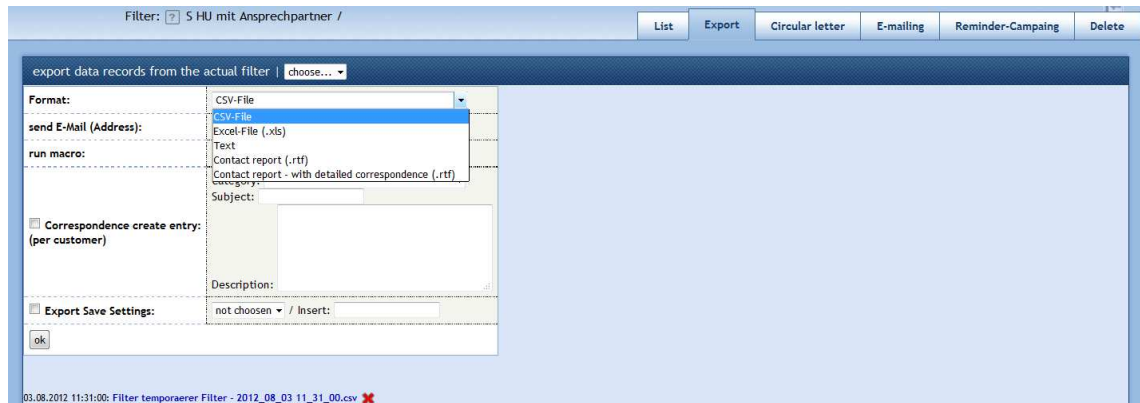 Filter: ? S HU mit Ansprechpartner /
List Export Circular letter E-mailing Reminder-Campaing Delete
export data records from the actual filter | choose...
Format: CSV-File
CSV-File
send E-Mail (Address):
Excel-File (.xls)
Text
run macro:
Contact report (.rtf)
Contact report - with detailed correspondence (.rtf)
Category:
Subject:
Correspondence create entry:
(per customer)
Description:
Export Save Settings: not choosen / Insert:
ok
03.08.2012 11:31:00: Filter temporaerer Filter - 2012_08_03 11_31_00.csv